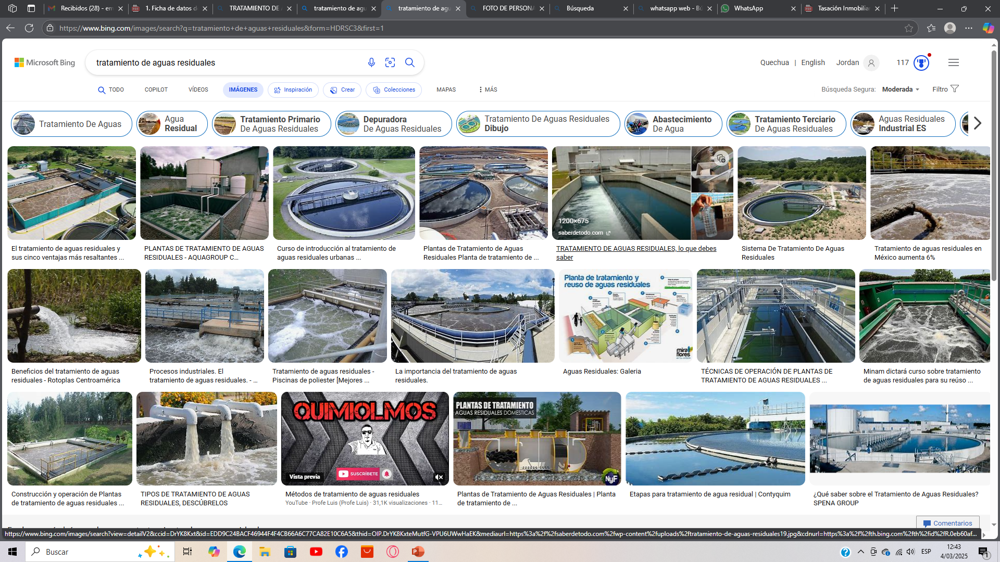 Recibidos (28) - em
1. Ficha de datos d
TRATAMIENTO DE A
tratamiento de agu
tratamiento de agu
FOTO DE PERSONA
Búsqueda
whatsapp web - Bú
WhatsApp
Tasación Inmobiliar
https://www.bing.com/images/search?q=tratamiento+de+aguas+residuales&form=HDRSC3&first=1
Microsoft Bing
tratamiento de aguas residuales
Quechua | English
Jordan
117
TODO
COPILOT
VÍDEOS
IMÁGENES
Inspiración
Crear
Colecciones
MAPAS
MÁS
Búsqueda Segura: Moderada
Filtro
Tratamiento De Aguas
Agua
Residual
Tratamiento Primario
De Aguas Residuales
Depuradora
De Aguas Residuales
Tratamiento De Aguas Residuales
Dibujo
Abastecimiento
De Agua
Tratamiento Terciario
De Aguas Residuales
Aguas Residuales
Industrial ES
1200×675
saberdetodo.com
El tratamiento de aguas residuales y
sus cinco ventajas más resaltantes ...
PLANTAS DE TRATAMIENTO DE AGUAS
RESIDUALES - AQUAGROUP C...
Curso de introducción al tratamiento de
aguas residuales urbanas ...
Plantas de Tratamiento de Aguas
Residuales Planta de tratamiento de ...
TRATAMIENTO DE AGUAS RESIDUALES, lo que debes
saber
Sistema De Tratamiento De Aguas
Residuales
Tratamiento de aguas residuales en
México aumenta 6%
Planta de tratamiento y
reuso de aguas residuales
mira
flores
Beneficios del tratamiento de aguas
residuales - Rotoplas Centroamérica
Procesos industriales. El
tratamiento de aguas residuales. - ...
Tratamiento de aguas residuales -
Piscinas de poliester [Mejores ...
La importancia del tratamiento de aguas
residuales.
Aguas Residuales: Galeria
TÉCNICAS DE OPERACIÓN DE PLANTAS DE
TRATAMIENTO DE AGUAS RESIDUALES ...
Minam dictará curso sobre tratamiento
de aguas residuales para su reúso ...
QUIMIOLMOS
Vista previa
SUSCRÍBETE
PLANTAS DE TRATAMIENTO
AGUAS RESIDUALES DOMESTICAS
NyF
Construcción y operación de Plantas
de tratamiento de aguas residuales ...
TIPOS DE TRATAMIENTO DE AGUAS
RESIDUALES, DESCÚBRELOS
Métodos de tratamiento de aguas residuales
YouTube · Profe Luis (Profe Luis) · 31,1K visualizaciones · 11...
Plantas de Tratamiento de Aguas Residuales | Planta
de tratamiento de ...
Etapas para tratamiento de agua residual | Contyquim
¿Qué saber sobre el Tratamiento de Aguas Residuales?
SPENA GROUP
Comentarios
https://www.bing.com/images/search?view=detailV2&ccid=DrYK8Kxt&id=EDD9C24BACF46944F4F4CB66A6C77CA82E10C6A5&thid=OIP.DrYK8KxteMutfG-VPU6UWwHaEK&mediaurl=https%3a%2f%2fsaberdetodo.com%2fwp-content%2fuploads%2ftratamiento-de-aguas-residuales19.jpg&cdnurl=https%3a%2f%2fth.bing.com%2fth%2fid%2fR.0eb60af...
Buscar
ESP
12:43
4/03/2025
1